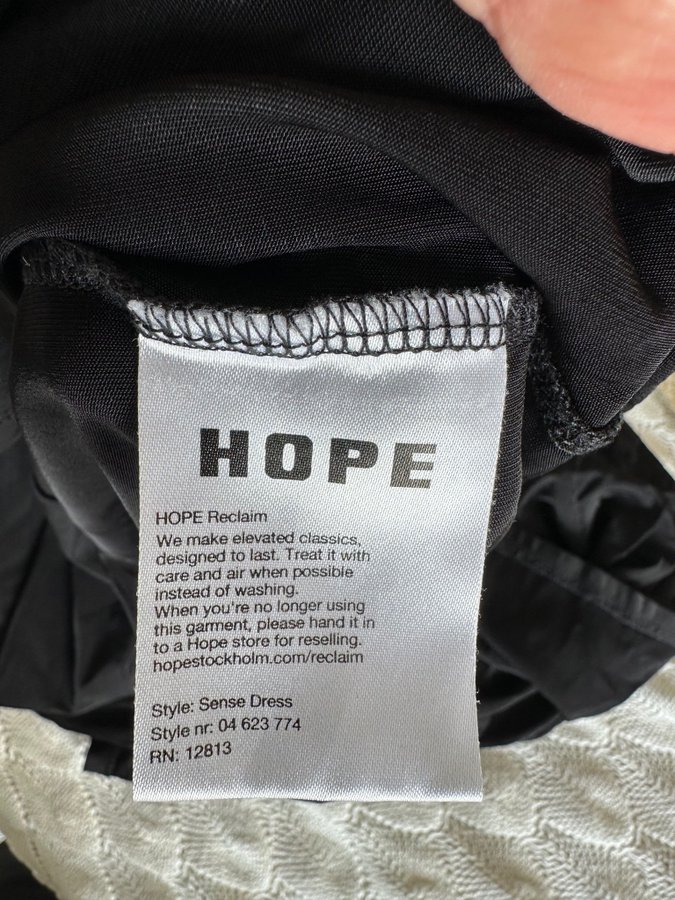 HOPE
HOPE Reclaim
We make elevated classics,
designed to last. Treat it with
care and air when possible
instead of washing.
When you're no longer using
this garment, please hand it in
to a Hope store for reselling.
hopestockholm.com/reclaim
Style: Sense Dress
Style nr: 04 623 774
RN: 12813